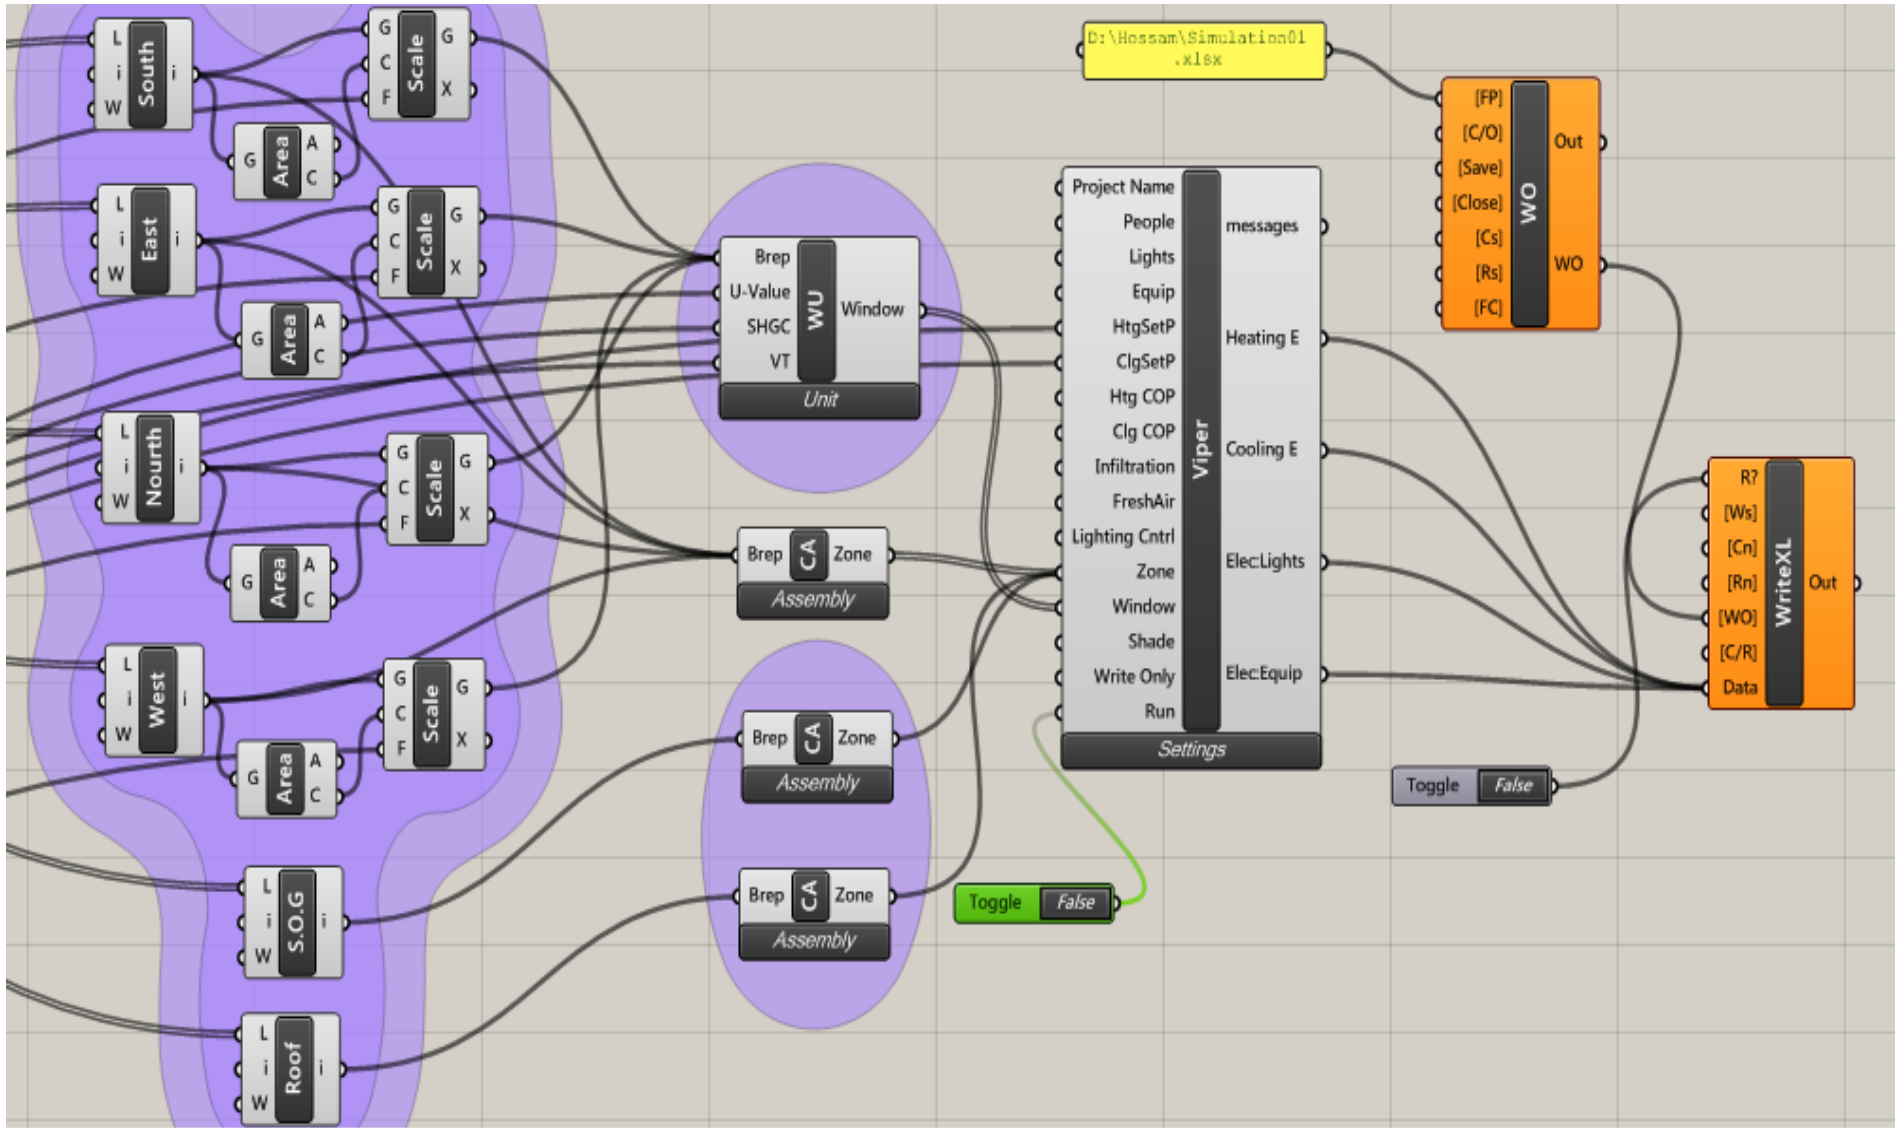 L
i
W
South
i
G
C
F
Scale
G
X
G
Area
A
C
L
i
W
East
i
G
C
F
Scale
G
X
G
Area
A
C
L
i
W
Nourth
i
G
C
F
Scale
G
X
G
Area
A
C
L
i
W
West
i
G
C
F
Scale
G
X
G
Area
A
C
L
i
W
S.O.G
i
L
i
W
Roof
i
Brep
U-Value
SHGC
VT
WU
Window
Unit
Brep
CA
Zone
Assembly
Brep
CA
Zone
Assembly
Brep
CA
Zone
Assembly
Toggle
False
Project Name
People
Lights
Equip
HtgSetP
ClgSetP
Htg COP
Clg COP
Infiltration
FreshAir
Lighting Cntrl
Zone
Window
Shade
Write Only
Run
Viper
messages
Heating E
Cooling E
Elec:Lights
Elec:Equip
Settings
D:\Hossam\Simulation01
.xlsx
[FP]
[C/O]
[Save]
[Close]
[Cs]
[Rs]
[FC]
WO
Out
WO
Toggle
False
R?
[Ws]
[Cn]
[Rn]
[WO]
[C/R]
Data
WriteXL
Out